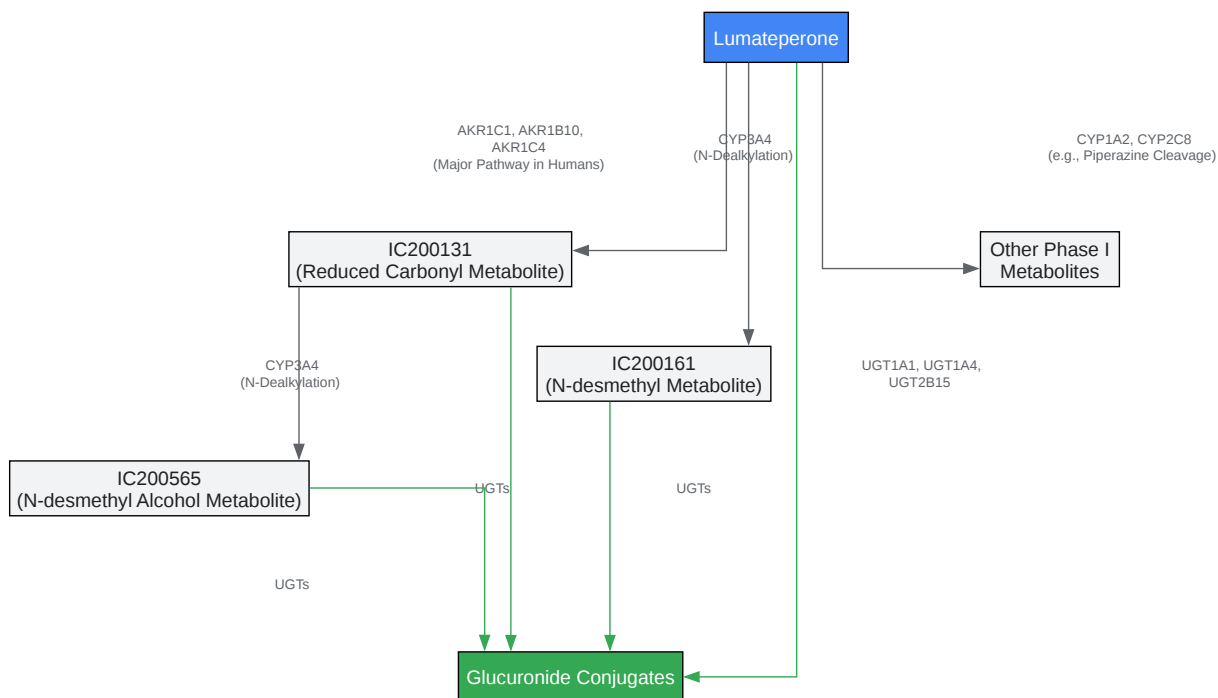 Lumateperone
AKR1C1, AKR1B10,
AKR1C4
(Major Pathway in Humans)
CYP3A4
(N-Dealkylation)
CYP1A2, CYP2C8
(e.g., Piperazine Cleavage)
IC200131
(Reduced Carbonyl Metabolite)
Other Phase I
Metabolites
CYP3A4
(N-Dealkylation)
IC200161
(N-desmethyl Metabolite)
UGT1A1, UGT1A4,
UGT2B15
IC200565
(N-desmethyl Alcohol Metabolite)
UGTs
UGTs
UGTs
Glucuronide Conjugates